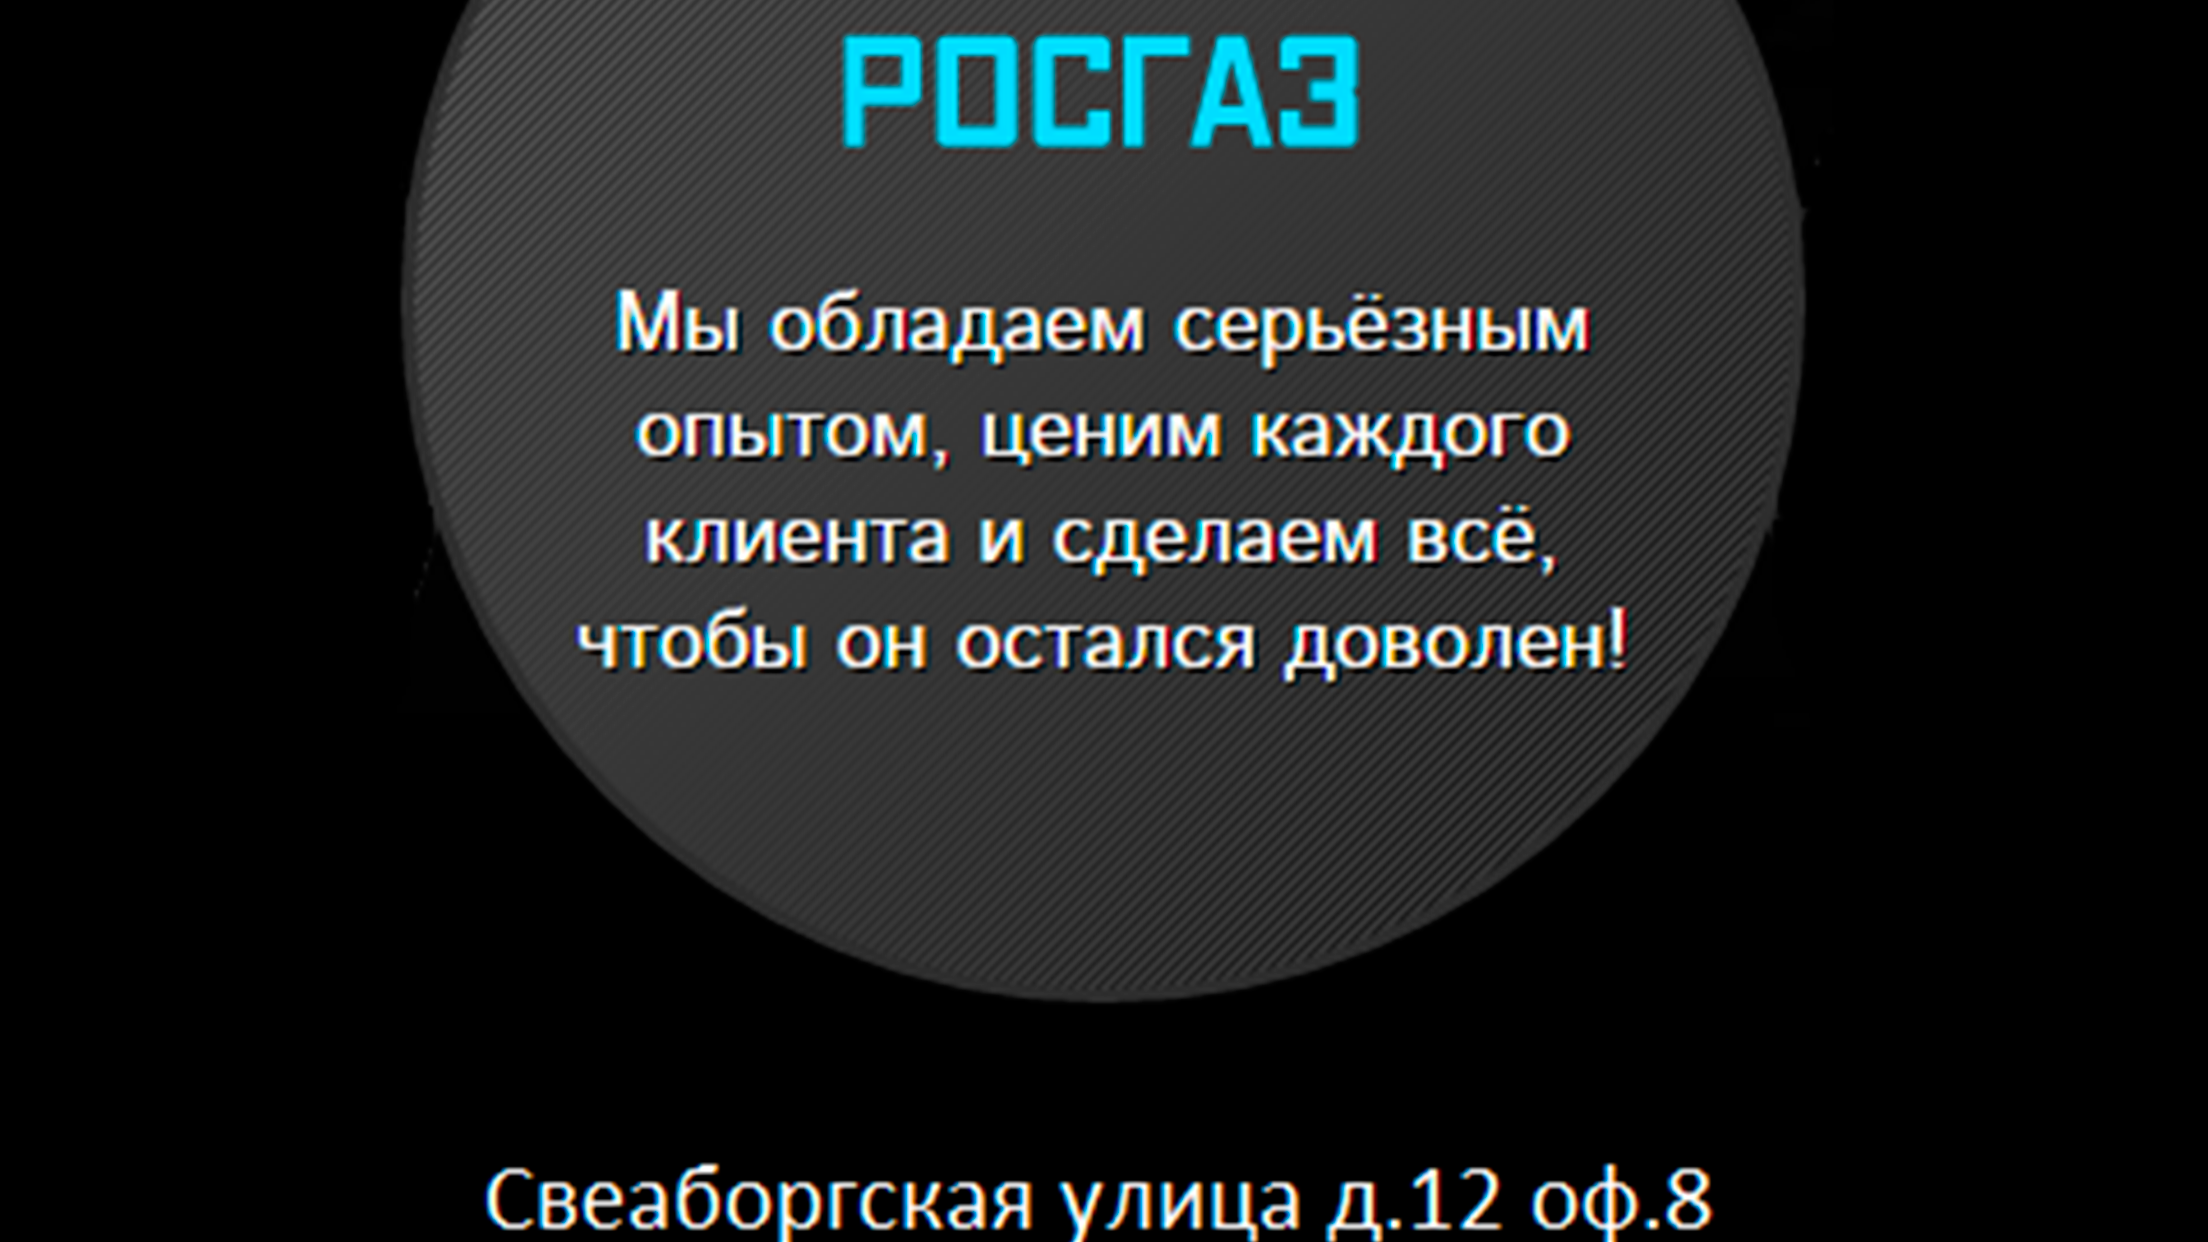 РОСГАЗ
Мы обладаем серьёзным
опытом, ценим каждого
клиента и сделаем всё,
чтобы он остался доволен!
Свеаборгская улица д.12 оф.8